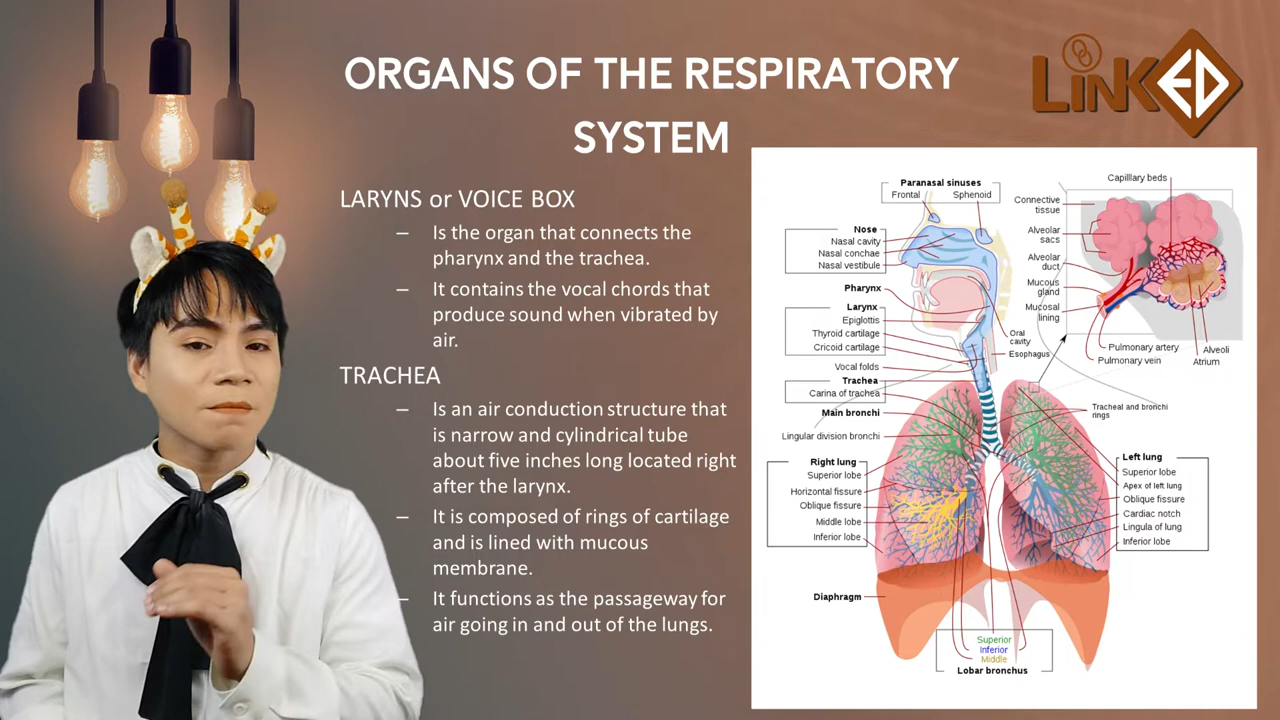 ORGANS OF THE RESPIRATORY
SYSTEM
LiNKED
LARYNS or VOICE BOX
– Is the organ that connects the
pharynx and the trachea.
– It contains the vocal chords that
produce sound when vibrated by
air.
TRACHEA
– Is an air conduction structure that
is narrow and cylindrical tube
about five inches long located right
after the larynx.
– It is composed of rings of cartilage
and is lined with mucous
membrane.
– It functions as the passageway for
air going in and out of the lungs.
Paranasal sinuses
Frontal Sphenoid
Nose
Nasal cavity
Nasal conchae
Nasal vestibule
Pharynx
Larynx
Epiglottis
Thyroid cartilage
Cricoid cartilage
Vocal folds
Trachea
Carina of trachea
Main bronchi
Lingular division bronchi
Right lung
Superior lobe
Horizontal fissure
Oblique fissure
Middle lobe
Inferior lobe
Diaphragm
Capilllary beds
Connective
tissue
Alveolar
sacs
Alveolar
duct
Mucous
gland
Mucosal
lining
Pulmonary artery
Pulmonary vein
Alveoli
Atrium
Oral
cavity
Esophagus
Tracheal and bronchi
rings
Left lung
Superior lobe
Apex of left lung
Oblique fissure
Cardiac notch
Lingula of lung
Inferior lobe
Superior
Inferior
Middle
Lobar bronchus